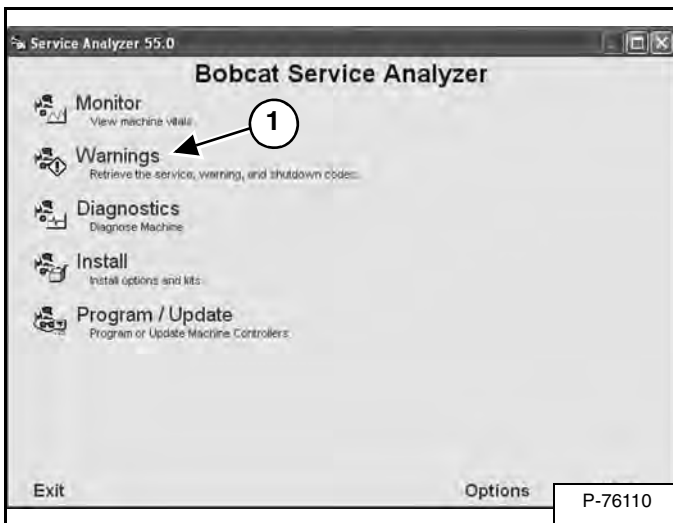 Service Analyzer 55.0
Bobcat Service Analyzer
Monitor
View machine vitals
1
Warnings
Retrieve the service, warning, and shutdown codes.
Diagnostics
Diagnose Machine
Install
Install options and kits
Program / Update
Program or Update Machine Controllers
Exit
Options
P-76110